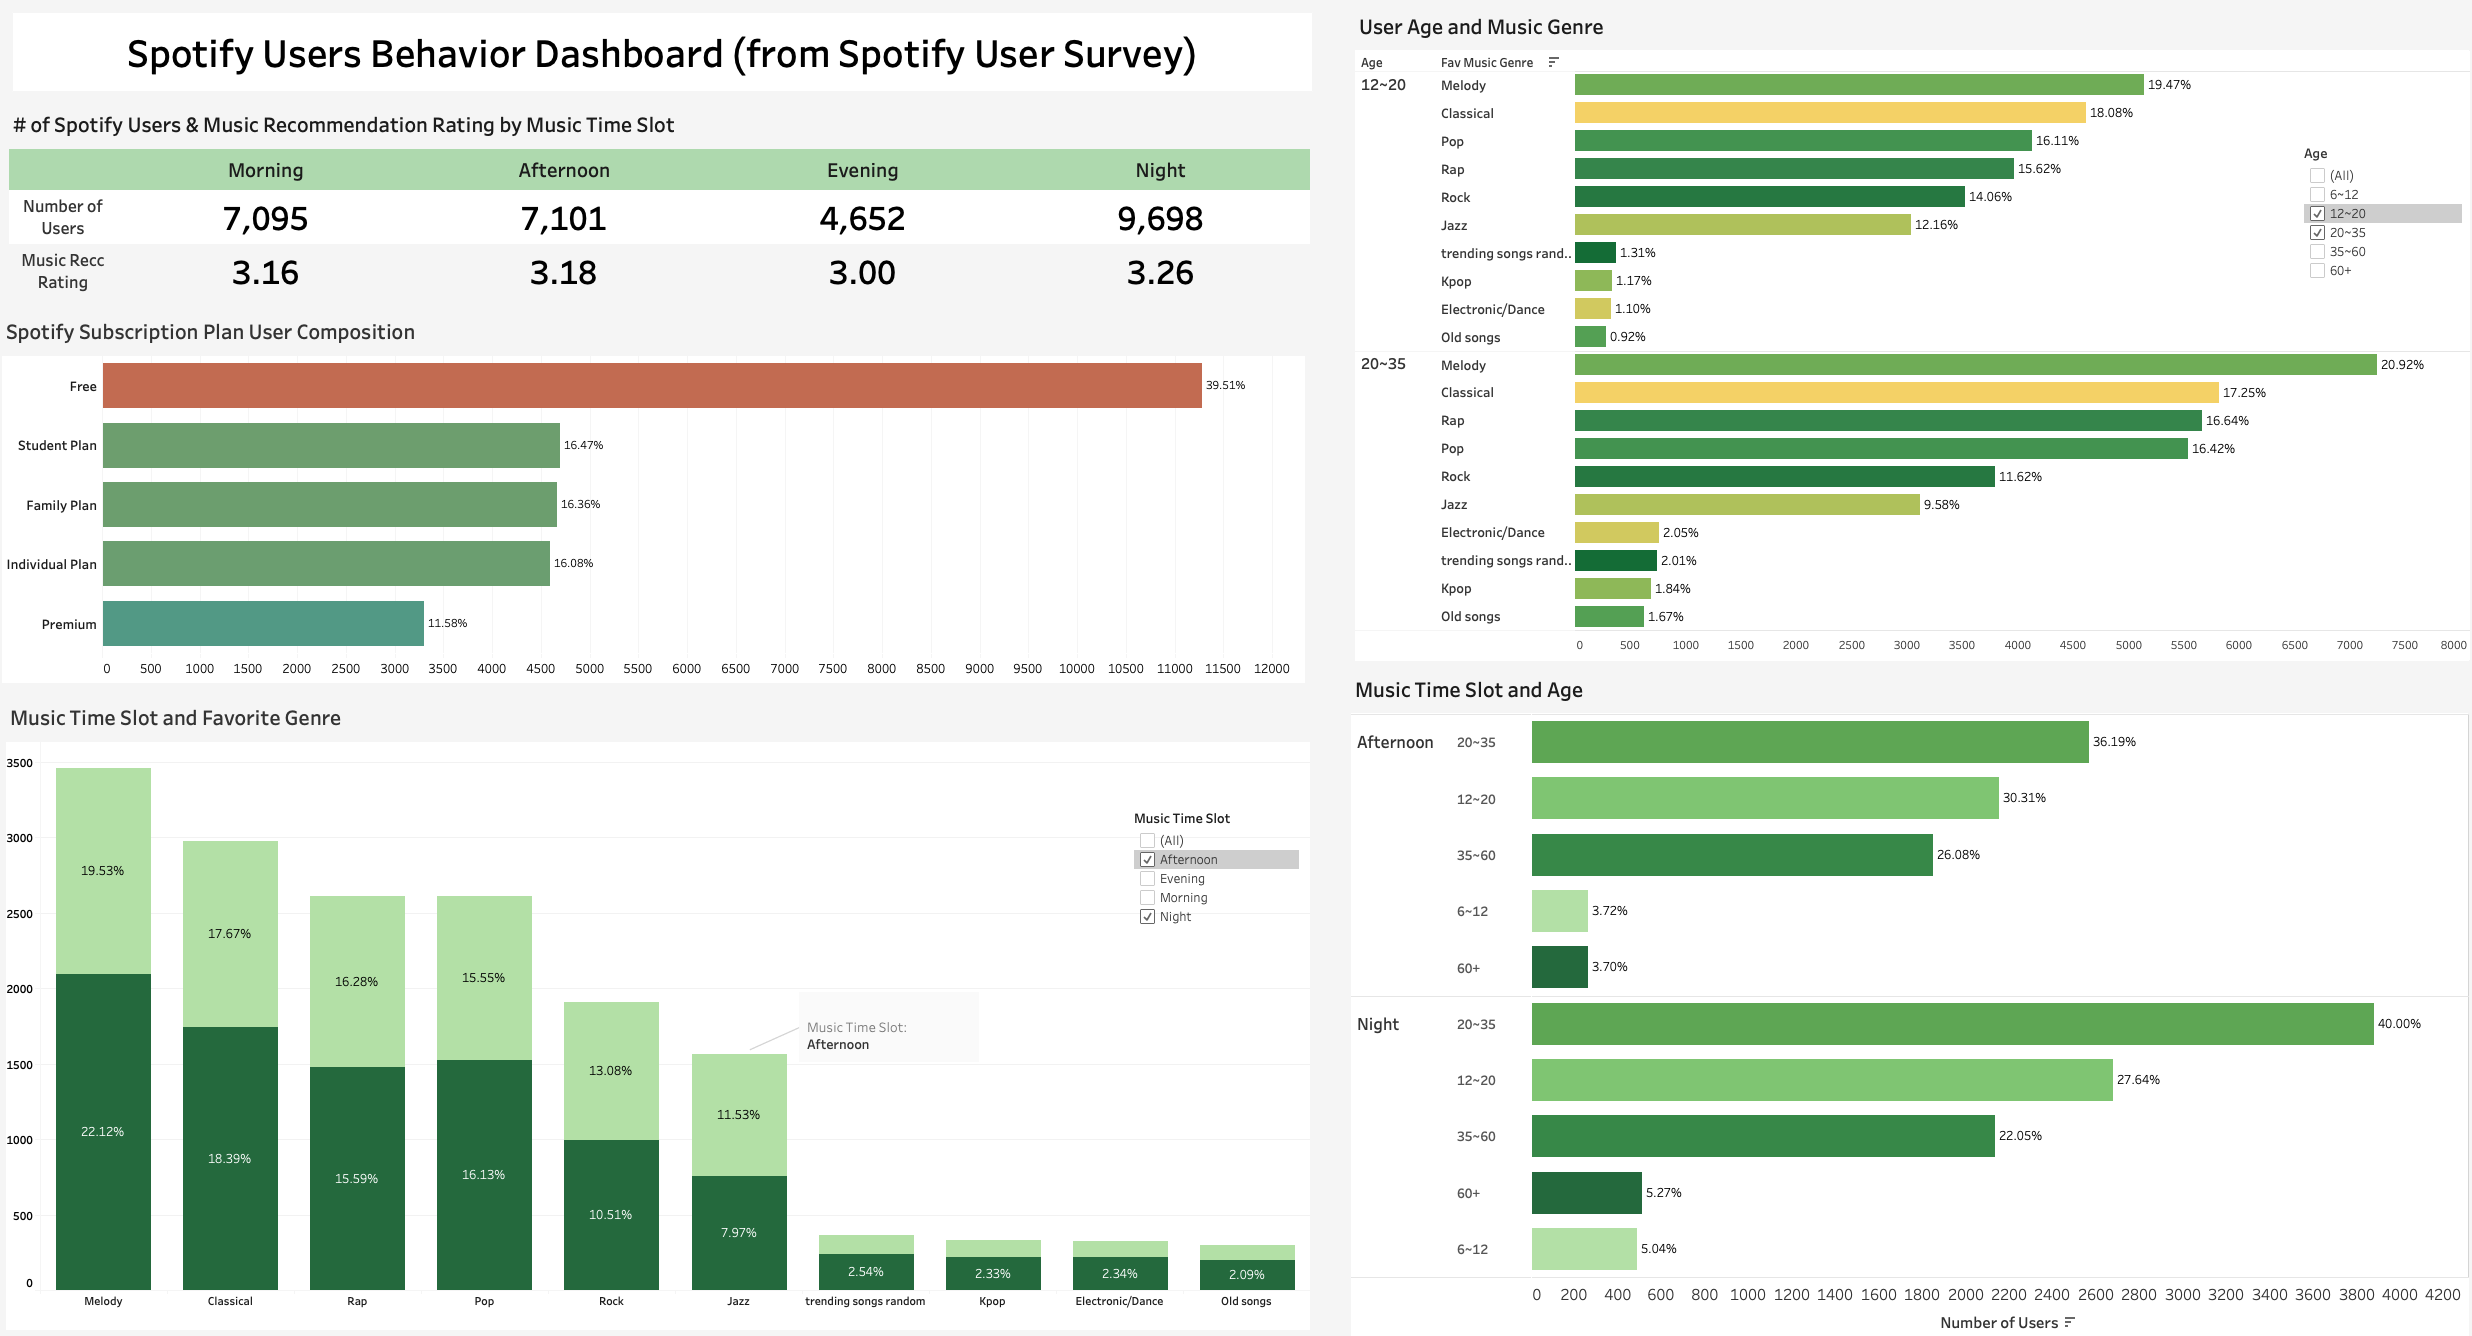 Spotify Users Behavior Dashboard (from Spotify User Survey)
# of Spotify Users & Music Recommendation Rating by Music Time Slot
Morning Afternoon Evening Night
Number of
Users
7,095 7,101 4,652 9,698
Music Recc
Rating
3.16 3.18 3.00 3.26
Spotify Subscription Plan User Composition
Free 39.51%
Student Plan 16.47%
Family Plan 16.36%
Individual Plan 16.08%
Premium 11.58%
0 500 1000 1500 2000 2500 3000 3500 4000 4500 5000 5500 6000 6500 7000 7500 8000 8500 9000 9500 10000 10500 11000 11500 12000
Music Time Slot and Favorite Genre
3500
3000
2500
2000
1500
1000
500
0
19.53%
22.12%
17.67%
18.39%
16.28%
15.59%
15.55%
16.13%
13.08%
10.51%
11.53%
7.97%
2.54%
2.33%
2.34%
2.09%
Melody Classical Rap Pop Rock Jazz trending songs random Kpop Electronic/Dance Old songs
Music Time Slot:
Afternoon
Music Time Slot
(All)
Afternoon
Evening
Morning
Night
User Age and Music Genre
Age Fav Music Genre
12~20 Melody 19.47%
Classical 18.08%
Pop 16.11%
Rap 15.62%
Rock 14.06%
Jazz 12.16%
trending songs rand.. 1.31%
Kpop 1.17%
Electronic/Dance 1.10%
Old songs 0.92%
20~35 Melody 20.92%
Classical 17.25%
Rap 16.64%
Pop 16.42%
Rock 11.62%
Jazz 9.58%
Electronic/Dance 2.05%
trending songs rand.. 2.01%
Kpop 1.84%
Old songs 1.67%
0 500 1000 1500 2000 2500 3000 3500 4000 4500 5000 5500 6000 6500 7000 7500 8000
Age
(All)
6~12
12~20
20~35
35~60
60+
Music Time Slot and Age
Afternoon 20~35 36.19%
12~20 30.31%
35~60 26.08%
6~12 3.72%
60+ 3.70%
Night 20~35 40.00%
12~20 27.64%
35~60 22.05%
60+ 5.27%
6~12 5.04%
0 200 400 600 800 1000 1200 1400 1600 1800 2000 2200 2400 2600 2800 3000 3200 3400 3600 3800 4000 4200
Number of Users